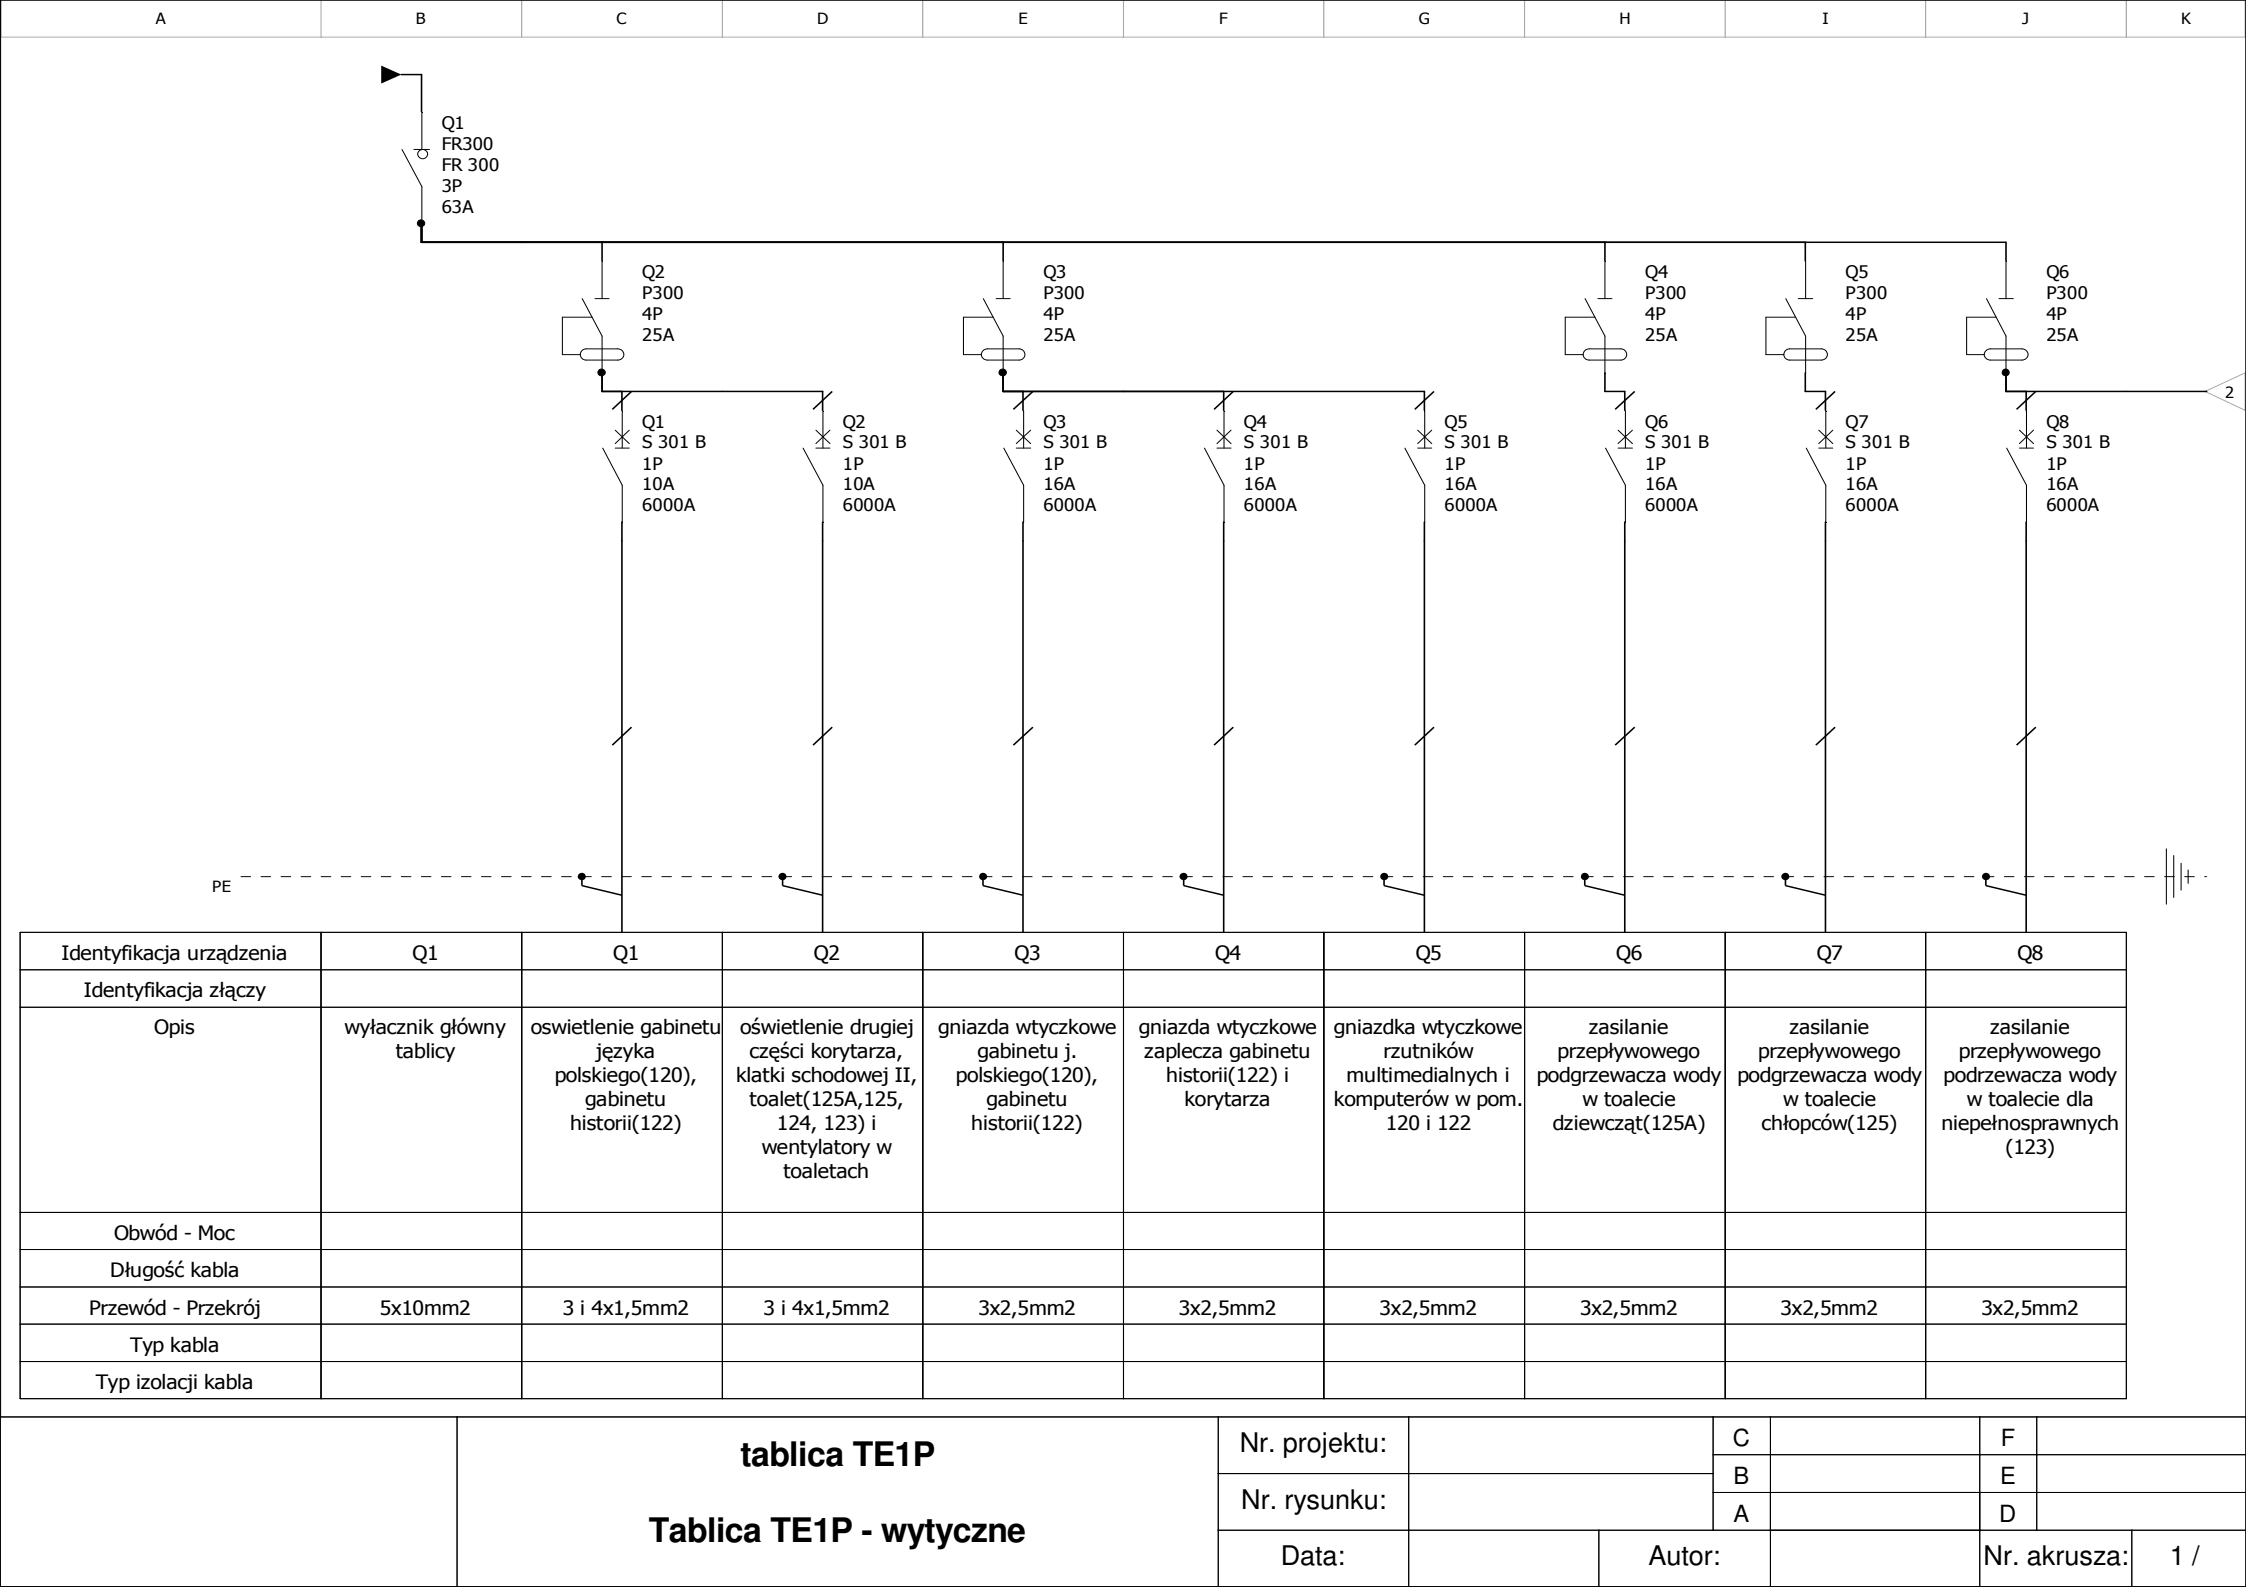 A B C D E F G H I J K
Q1
FR300
FR 300
3P
63A
Q2
P300
4P
25A
Q3
P300
4P
25A
Q4
P300
4P
25A
Q5
P300
4P
25A
Q6
P300
4P
25A
2
Q1
S 301 B
1P
10A
6000A
Q2
S 301 B
1P
10A
6000A
Q3
S 301 B
1P
16A
6000A
Q4
S 301 B
1P
16A
6000A
Q5
S 301 B
1P
16A
6000A
Q6
S 301 B
1P
16A
6000A
Q7
S 301 B
1P
16A
6000A
Q8
S 301 B
1P
16A
6000A
PE
Identyfikacja urządzenia Q1 Q1 Q2 Q3 Q4 Q5 Q6 Q7 Q8
Identyfikacja złączy
Opis
wyłacznik główny
tablicy
oswietlenie gabinetu
języka
polskiego(120),
gabinetu
historii(122)
oświetlenie drugiej
części korytarza,
klatki schodowej II,
toalet(125A,125,
124, 123) i
wentylatory w
toaletach
gniazda wtyczkowe
gabinetu j.
polskiego(120),
gabinetu
historii(122)
gniazda wtyczkowe
zaplecza gabinetu
historii(122) i
korytarza
gniazdka wtyczkowe
rzutników
multimedialnych i
komputerów w pom.
120 i 122
zasilanie
przepływowego
podgrzewacza wody
w toalecie
dziewcząt(125A)
zasilanie
przepływowego
podgrzewacza wody
w toalecie
chłopców(125)
zasilanie
przepływowego
podrzewacza wody
w toalecie dla
niepełnosprawnych
(123)
Obwód - Moc
Długość kabla
Przewód - Przekrój 5x10mm2 3 i 4x1,5mm2 3 i 4x1,5mm2 3x2,5mm2 3x2,5mm2 3x2,5mm2 3x2,5mm2 3x2,5mm2 3x2,5mm2
Typ kabla
Typ izolacji kabla
tablica TE1P
Tablica TE1P - wytyczne
Nr. projektu:
Nr. rysunku:
C F
B E
A D
Data: Autor: Nr. akrusza: 1 /